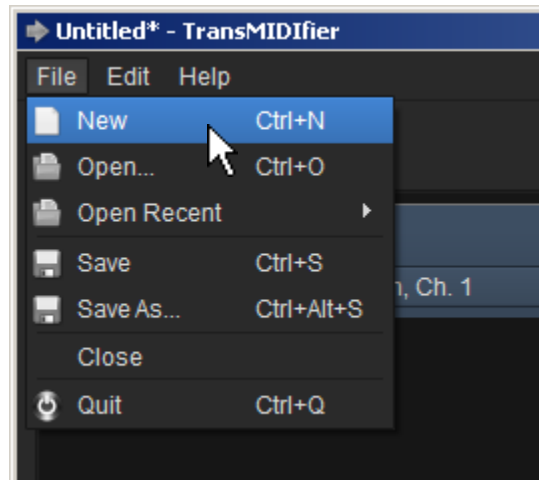 Untitled* - TransMIDIfier
File Edit Help
New Ctrl+N
Open... Ctrl+O
Open Recent
Save Ctrl+S
Save As... Ctrl+Alt+S
Close
Quit Ctrl+Q
, Ch. 1